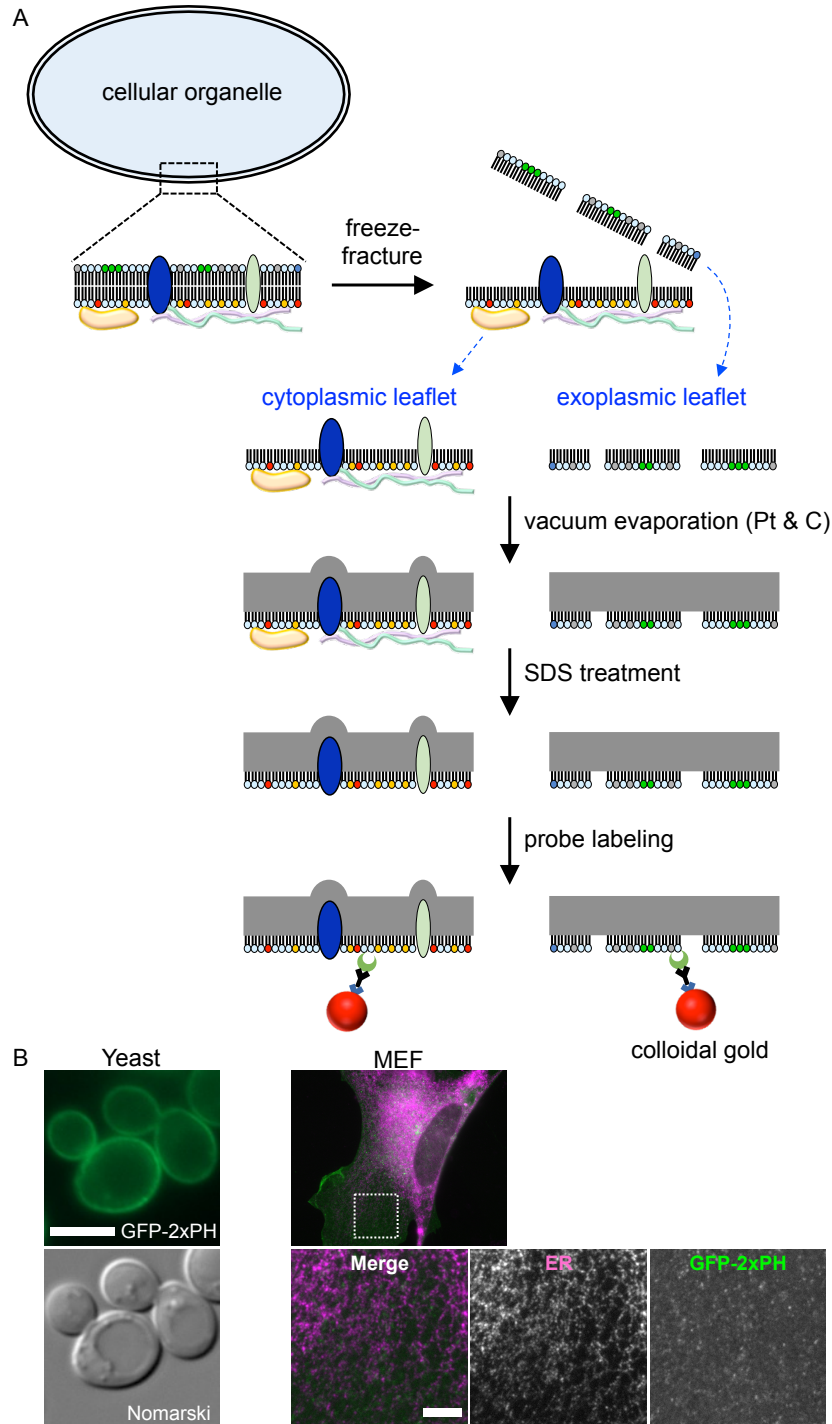 A
cellular organelle
freeze-
fracture
cytoplasmic leaflet
exoplasmic leaflet
vacuum evaporation (Pt & C)
SDS treatment
probe labeling
colloidal gold
B
Yeast
MEF
GFP-2xPH
Merge
ER
GFP-2xPH
Nomarski